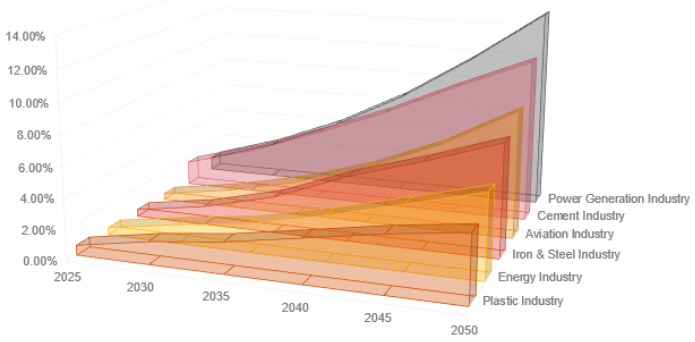 14.00%
12.00%
10.00%
8.00%
6.00%
4.00%
2.00%
0.00%
2025
2030
2035
2040
2045
2050
Power Generation Industry
Cement Industry
Aviation Industry
Iron & Steel Industry
Energy Industry
Plastic Industry